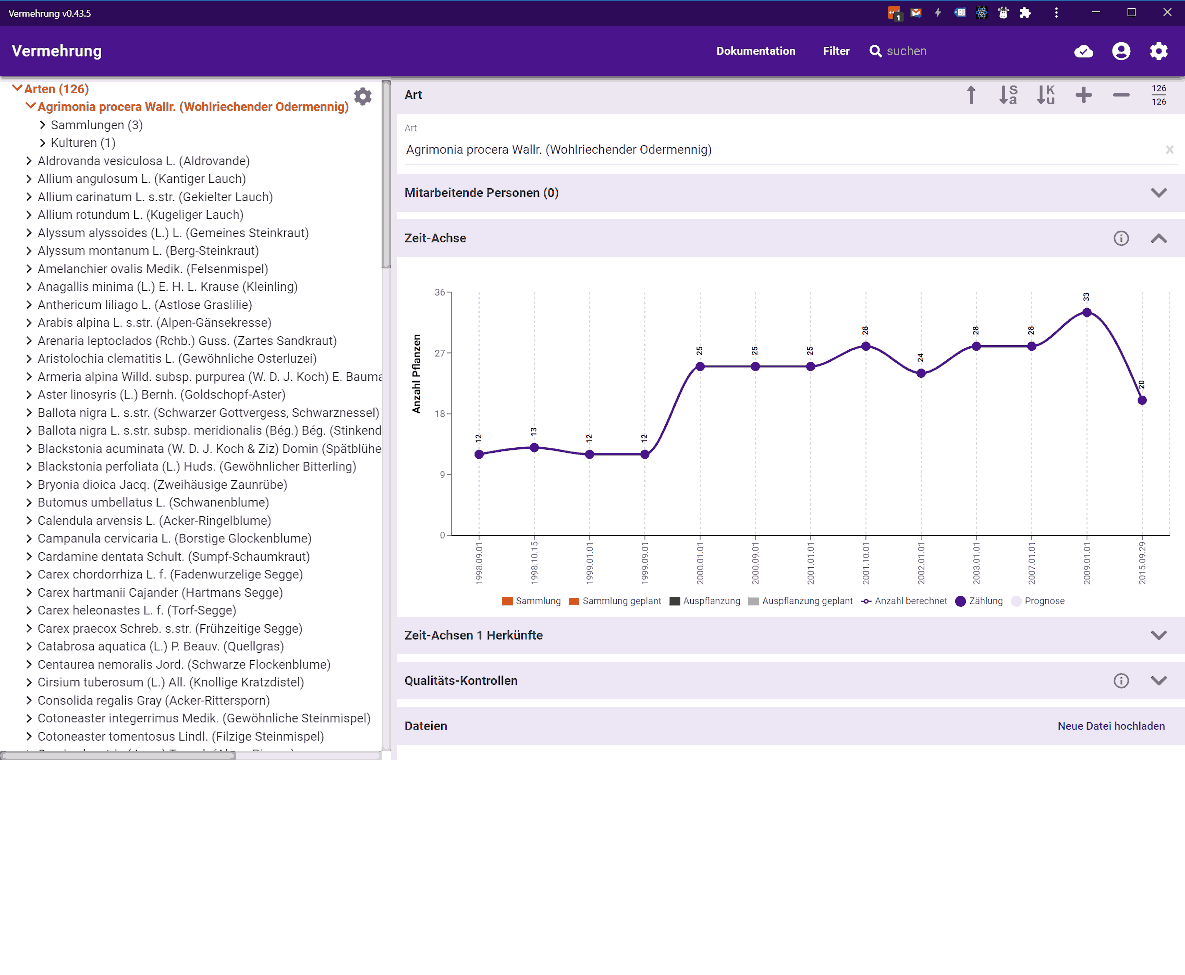 Vermehrung v0.43.5
1
Vermehrung
Dokumentation Filter suchen
Arten (126)
Agrimonia procera Wallr. (Wohlriechender Odermennig)
Sammlungen (3)
Kulturen (1)
Aldrovanda vesiculosa L. (Aldrovande)
Allium angulosum L. (Kantiger Lauch)
Allium carinatum L. s.str. (Gekielter Lauch)
Allium rotundum L. (Kugeliger Lauch)
Alyssum alyssoides (L.) L. (Gemeines Steinkraut)
Alyssum montanum L. (Berg-Steinkraut)
Amelanchier ovalis Medik. (Felsenmispel)
Anagallis minima (L.) E. H. L. Krause (Kleinling)
Anthericum liliago L. (Astlose Graslilie)
Arabis alpina L. s.str. (Alpen-Gänsekresse)
Arenaria leptoclados (Rchb.) Guss. (Zartes Sandkraut)
Aristolochia clematitis L. (Gewöhnliche Osterluzei)
Armeria alpina Willd. subsp. purpurea (W. D. J. Koch) E. Bauma
Aster linosyris (L.) Bernh. (Goldschopf-Aster)
Ballota nigra L. s.str. (Schwarzer Gottvergess, Schwarznessel)
Ballota nigra L. s.str. subsp. meridionalis (Bég.) Bég. (Stinkend
Blackstonia acuminata (W. D. J. Koch & Ziz) Domin (Spätblühe
Blackstonia perfoliata (L.) Huds. (Gewöhnlicher Bitterling)
Bryonia dioica Jacq. (Zweihäusige Zaunrübe)
Butomus umbellatus L. (Schwanenblume)
Calendula arvensis L. (Acker-Ringelblume)
Campanula cervicaria L. (Borstige Glockenblume)
Cardamine dentata Schult. (Sumpf-Schaumkraut)
Carex chordorrhiza L. f. (Fadenwurzelige Segge)
Carex hartmanii Cajander (Hartmans Segge)
Carex heleonastes L. f. (Torf-Segge)
Carex praecox Schreb. s.str. (Frühzeitige Segge)
Catabrosa aquatica (L.) P. Beauv. (Quellgras)
Centaurea nemoralis Jord. (Schwarze Flockenblume)
Cirsium tuberosum (L.) All. (Knollige Kratzdistel)
Consolida regalis Gray (Acker-Rittersporn)
Cotoneaster integerrimus Medik. (Gewöhnliche Steinmispel)
Cotoneaster tomentosus Lindl. (Filzige Steinmispel)
Art
S a
K u
126
126
Art
Agrimonia procera Wallr. (Wohlriechender Odermennig)
Mitarbeitende Personen (0)
Zeit-Achse
Anzahl Pflanzen
36
27
18
9
0
12 13 12 12 25 25 25 28 24 28 28 33 20
1998.09.01 1998.10.15 1999.01.01 1999.09.01 2000.01.01 2000.09.01 2001.01.01 2001.10.01 2002.01.01 2003.01.01 2007.01.01 2009.01.01 2015.09.29
Sammlung Sammlung geplant Auspflanzung Auspflanzung geplant Anzahl berechnet Zählung Prognose
Zeit-Achsen 1 Herkünfte
Qualitäts-Kontrollen
Dateien Neue Datei hochladen